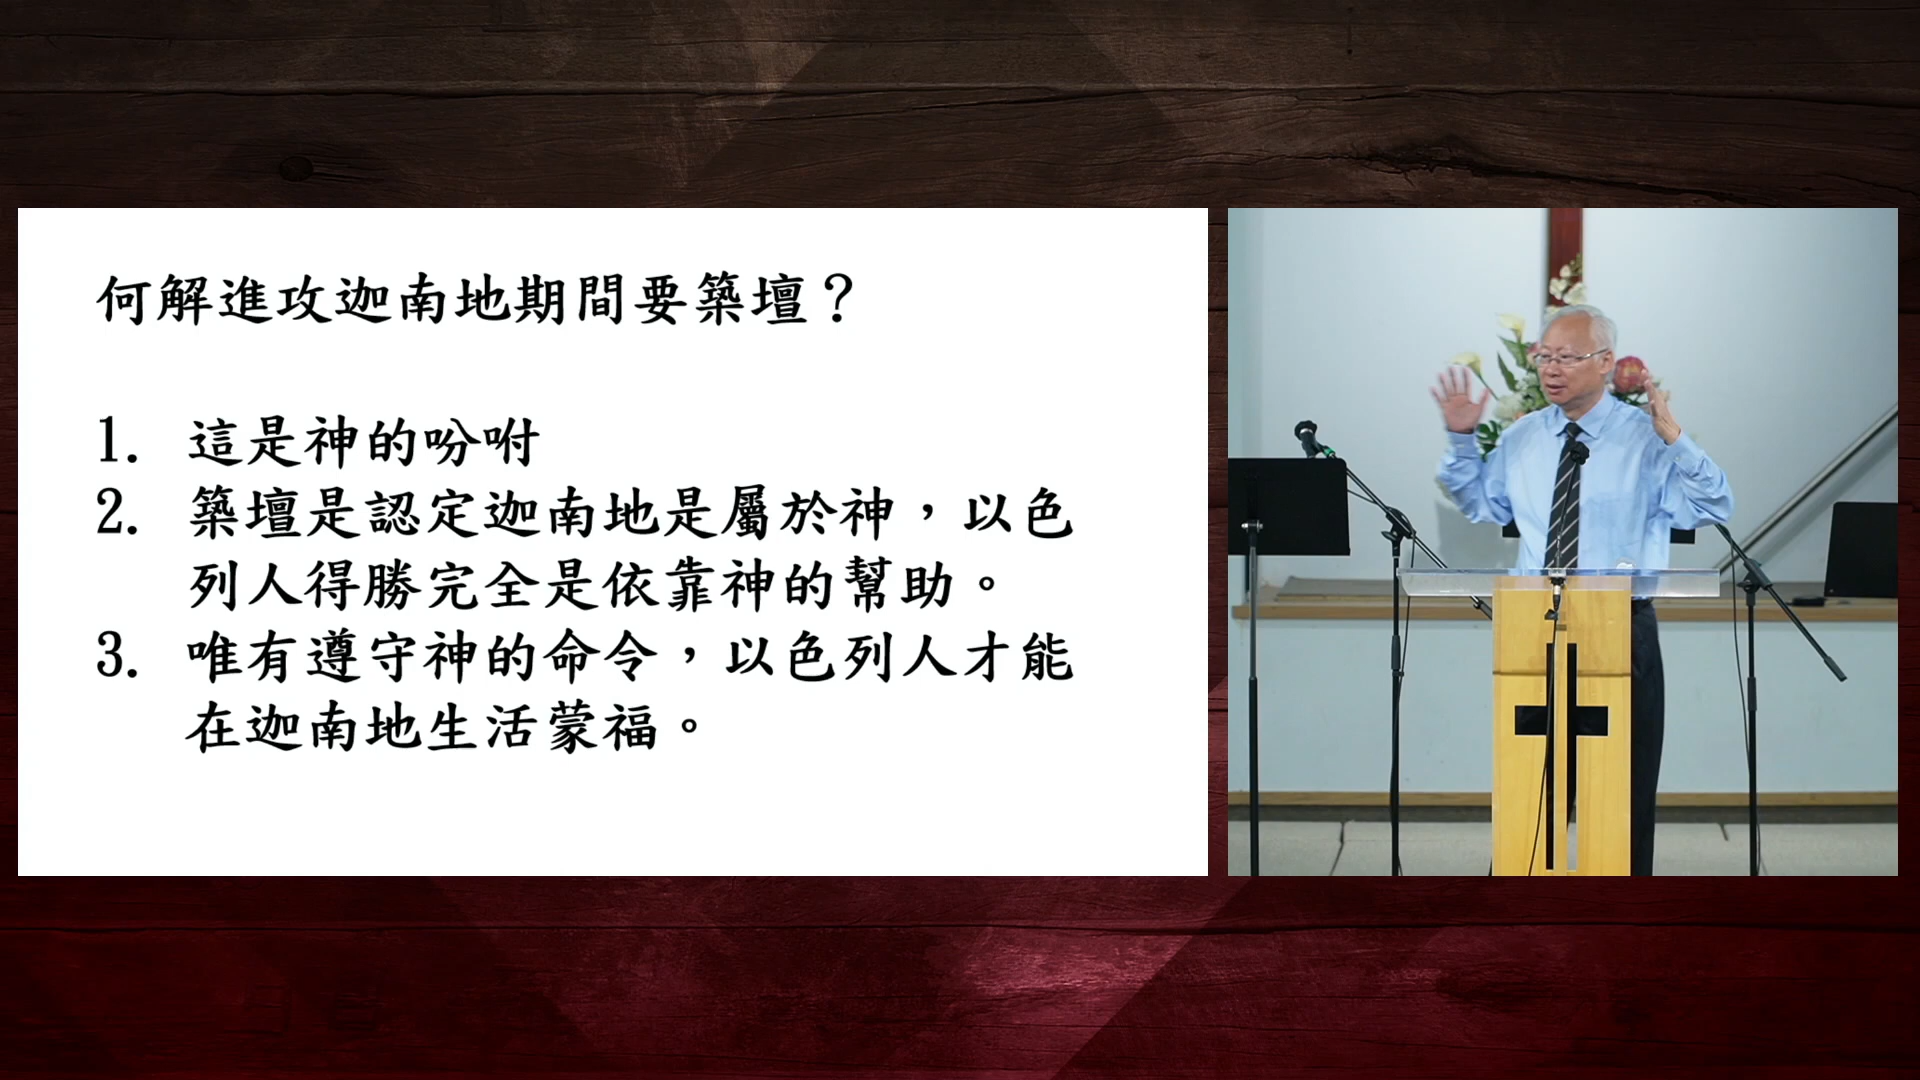 何解進攻迦南地期間要築壇？
1. 這是神的吩咐
2. 築壇是認定迦南地是屬於神，以色
列人得勝完全是依靠神的幫助。
3. 唯有遵守神的命令，以色列人才能
在迦南地生活蒙福。